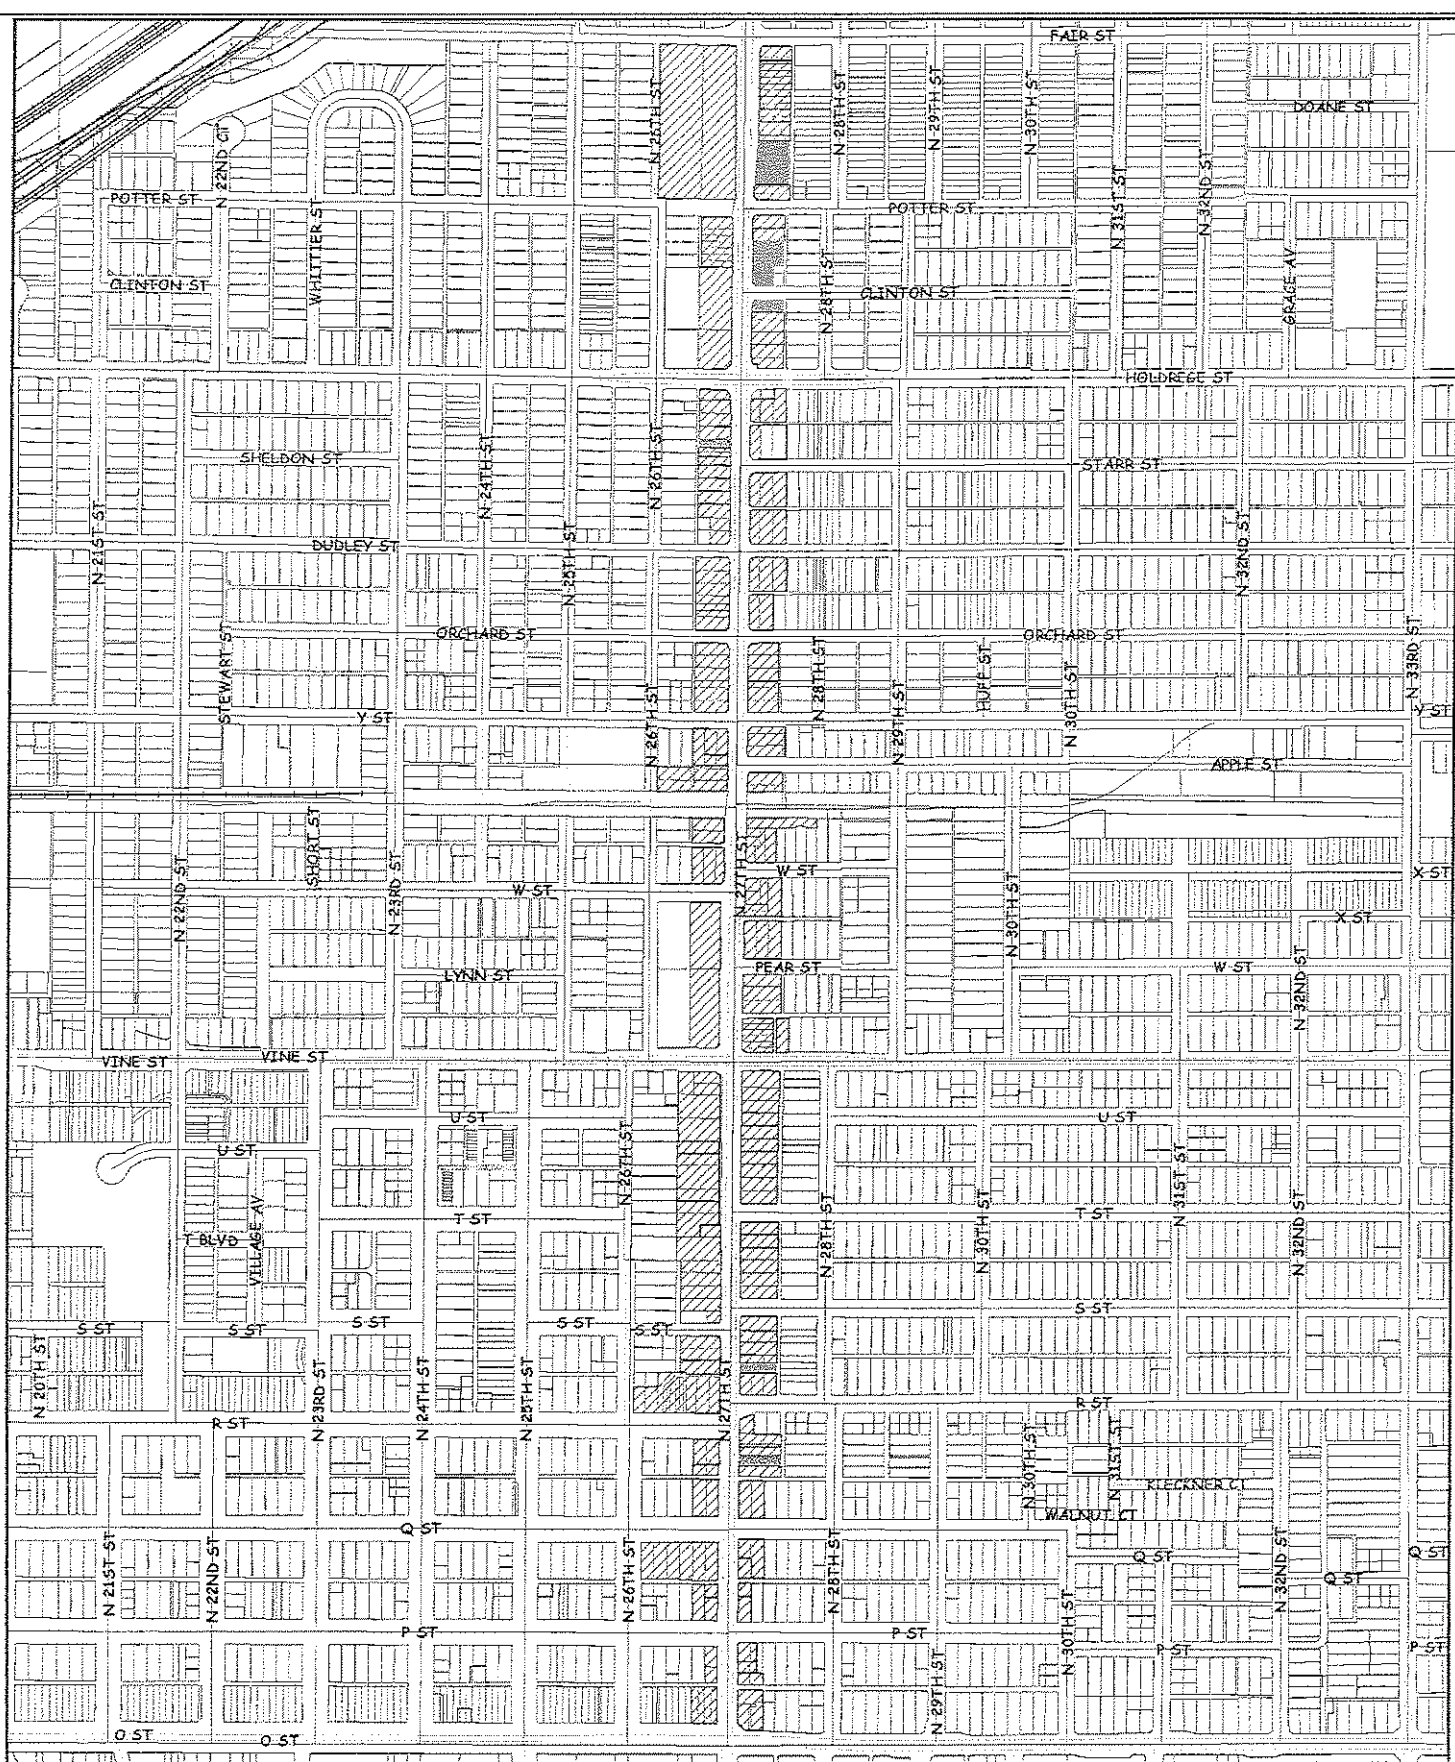 FAIR ST
N 26TH ST
N 28TH ST
N 29TH ST
N 30TH ST
DOANE ST
N 22ND CIR
N 31ST ST
N 32ND ST
POTTER ST
POTTER ST
WHITTIER ST
CLINTON ST
N 28TH ST
CLINTON ST
GRACE AV
HOLDREGE ST
SHELDON ST
N 24TH ST
N 26TH ST
STARR ST
N 21ST ST
DUDLEY ST
N 25TH ST
N 32ND ST
STEWART ST
ORCHARD ST
ORCHARD ST
N 28TH ST
HUFF ST
N 33RD ST
Y ST
N 26TH ST
N 29TH ST
N 30TH ST
Y ST
APPLE ST
SHORT ST
N 22ND ST
N 23RD ST
W ST
N 27TH ST
W ST
N 30TH ST
X ST
X ST
LYNN ST
PEAR ST
W ST
N 32ND ST
VINE ST
VINE ST
U ST
U ST
U ST
N 26TH ST
N 31ST ST
T BLVD
VILLAGE AV
T ST
N 28TH ST
N 30TH ST
T ST
N 32ND ST
S ST
S ST
S ST
S ST
S ST
S ST
N 20TH ST
N 23RD ST
N 24TH ST
N 25TH ST
N 27TH ST
R ST
R ST
N 30TH ST
N 31ST ST
KLECKNER CT
WALNUT CT
Q ST
N 21ST ST
N 22ND ST
N 26TH ST
N 28TH ST
Q ST
N 32ND ST
Q ST
Q ST
P ST
P ST
N 29TH ST
N 30TH ST
P ST
P ST
O ST
O ST